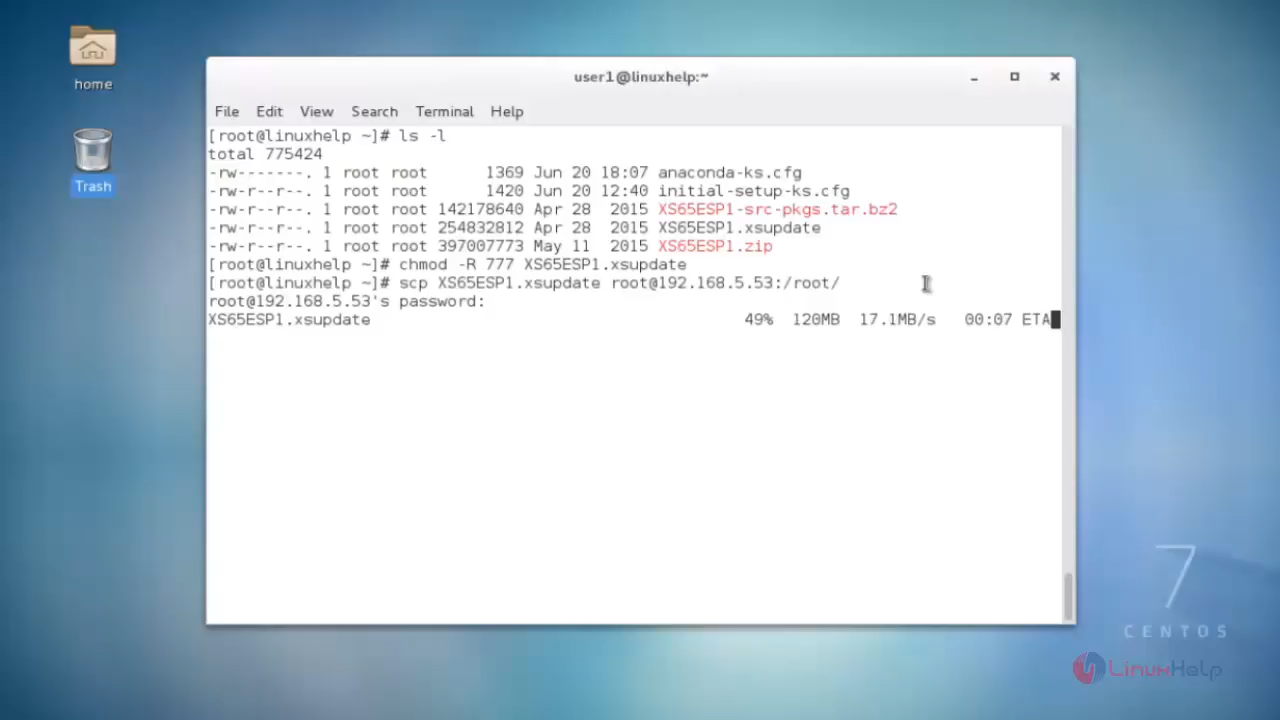 home
Trash
user1@linuxhelp:~
File Edit View Search Terminal Help
[root@linuxhelp ~]# ls -l
total 775424
-rw-------. 1 root root 1369 Jun 20 18:07 anaconda-ks.cfg
-rw-r--r--. 1 root root 1420 Jun 20 12:40 initial-setup-ks.cfg
-rw-r--r--. 1 root root 142178640 Apr 28 2015 XS65ESP1-src-pkgs.tar.bz2
-rw-r--r--. 1 root root 254832812 Apr 28 2015 XS65ESP1.xsupdate
-rw-r--r--. 1 root root 397007773 May 11 2015 XS65ESP1.zip
[root@linuxhelp ~]# chmod -R 777 XS65ESP1.xsupdate
[root@linuxhelp ~]# scp XS65ESP1.xsupdate root@192.168.5.53:/root/
root@192.168.5.53's password:
XS65ESP1.xsupdate 49% 120MB 17.1MB/s 00:07 ETA
7
CENTOS
LinuxHelp